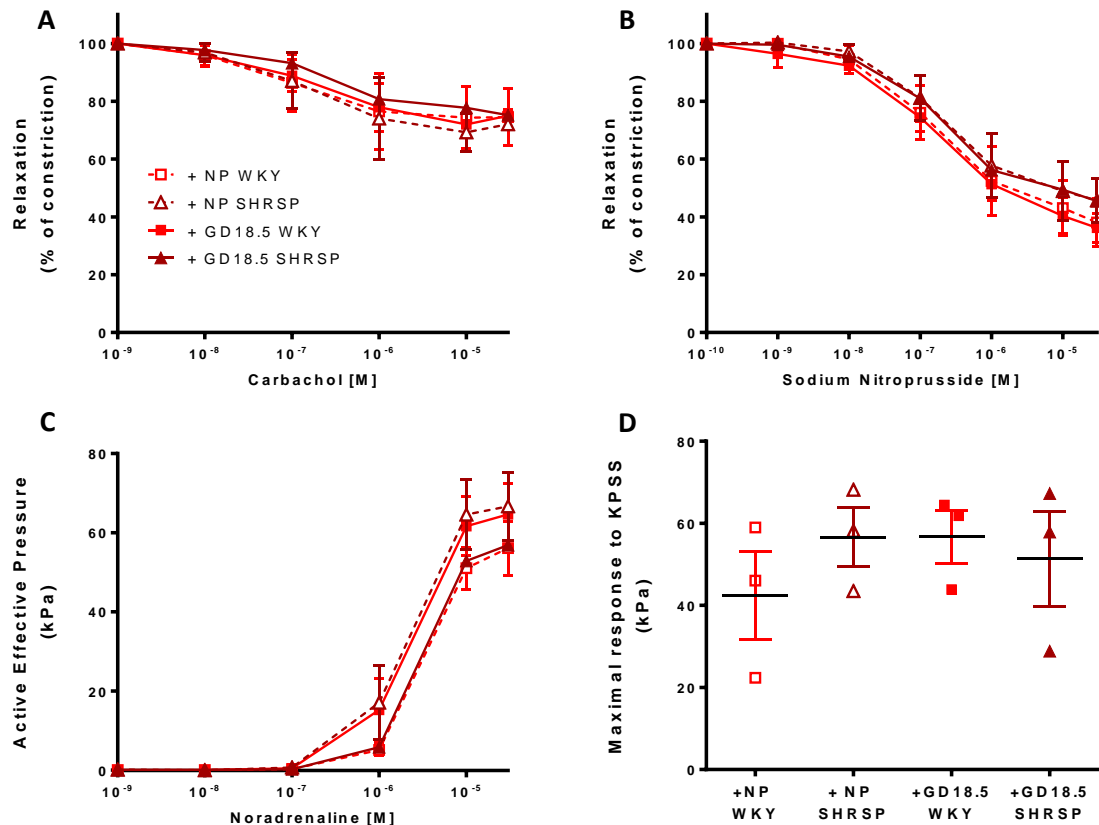 A
100
80
60
40
20
0
Relaxation
(% of constriction)
+ NP WKY
+ NP SHRSP
+ GD18.5 WKY
+ GD18.5 SHRSP
10⁻⁹ 10⁻⁸ 10⁻⁷ 10⁻⁶ 10⁻⁵
Carbachol [M]
B
100
80
60
40
20
0
Relaxation
(% of constriction)
10⁻¹⁰ 10⁻⁹ 10⁻⁸ 10⁻⁷ 10⁻⁶ 10⁻⁵
Sodium Nitroprusside [M]
C
80
60
40
20
0
Active Effective Pressure
(kPa)
10⁻⁹ 10⁻⁸ 10⁻⁷ 10⁻⁶ 10⁻⁵
Noradrenaline [M]
D
80
60
40
20
0
Maximal response to KPSS
(kPa)
+NP + NP +GD18.5 +GD18.5
WKY SHRSP WKY SHRSP